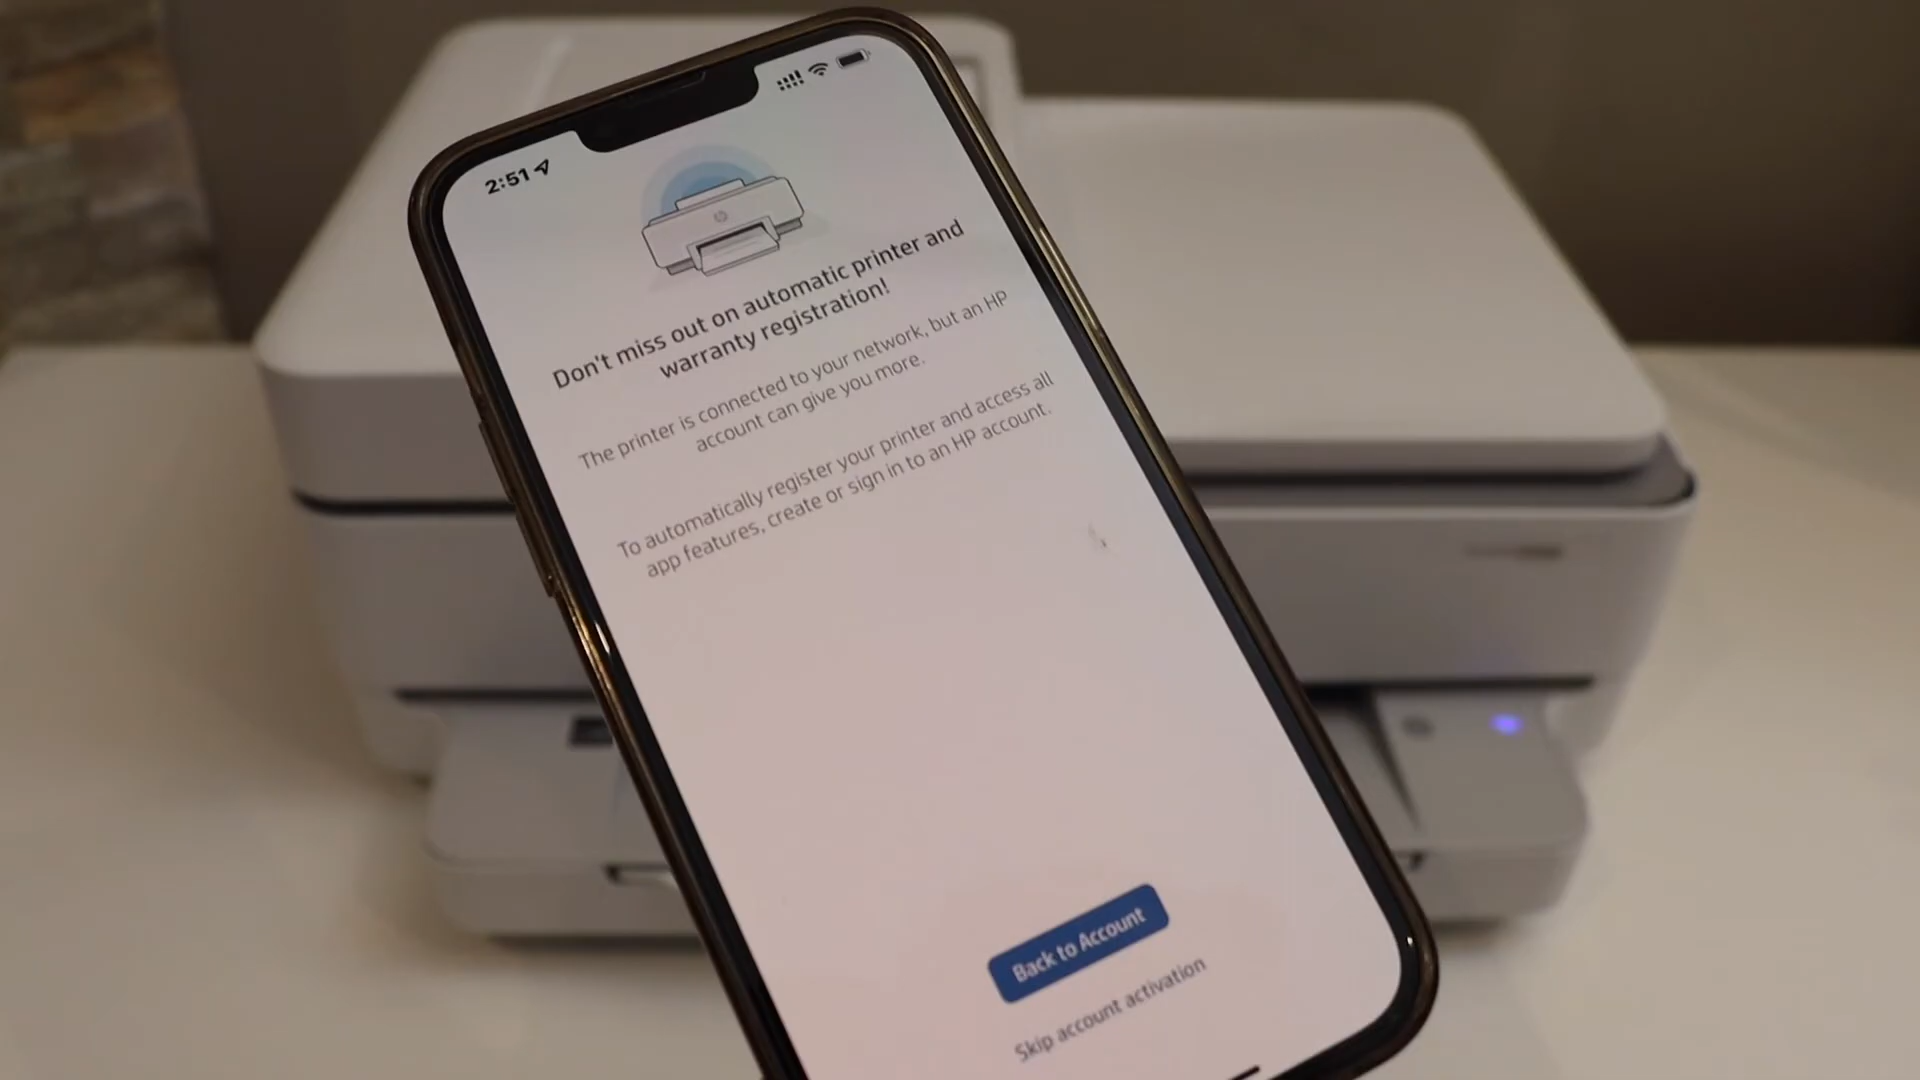 2:51
Don't miss out on automatic printer and
warranty registration!
The printer is connected to your network, but an HP
account can give you more.
To automatically register your printer and access all
app features, create or sign in to an HP account.
Back to Account
Skip account activation